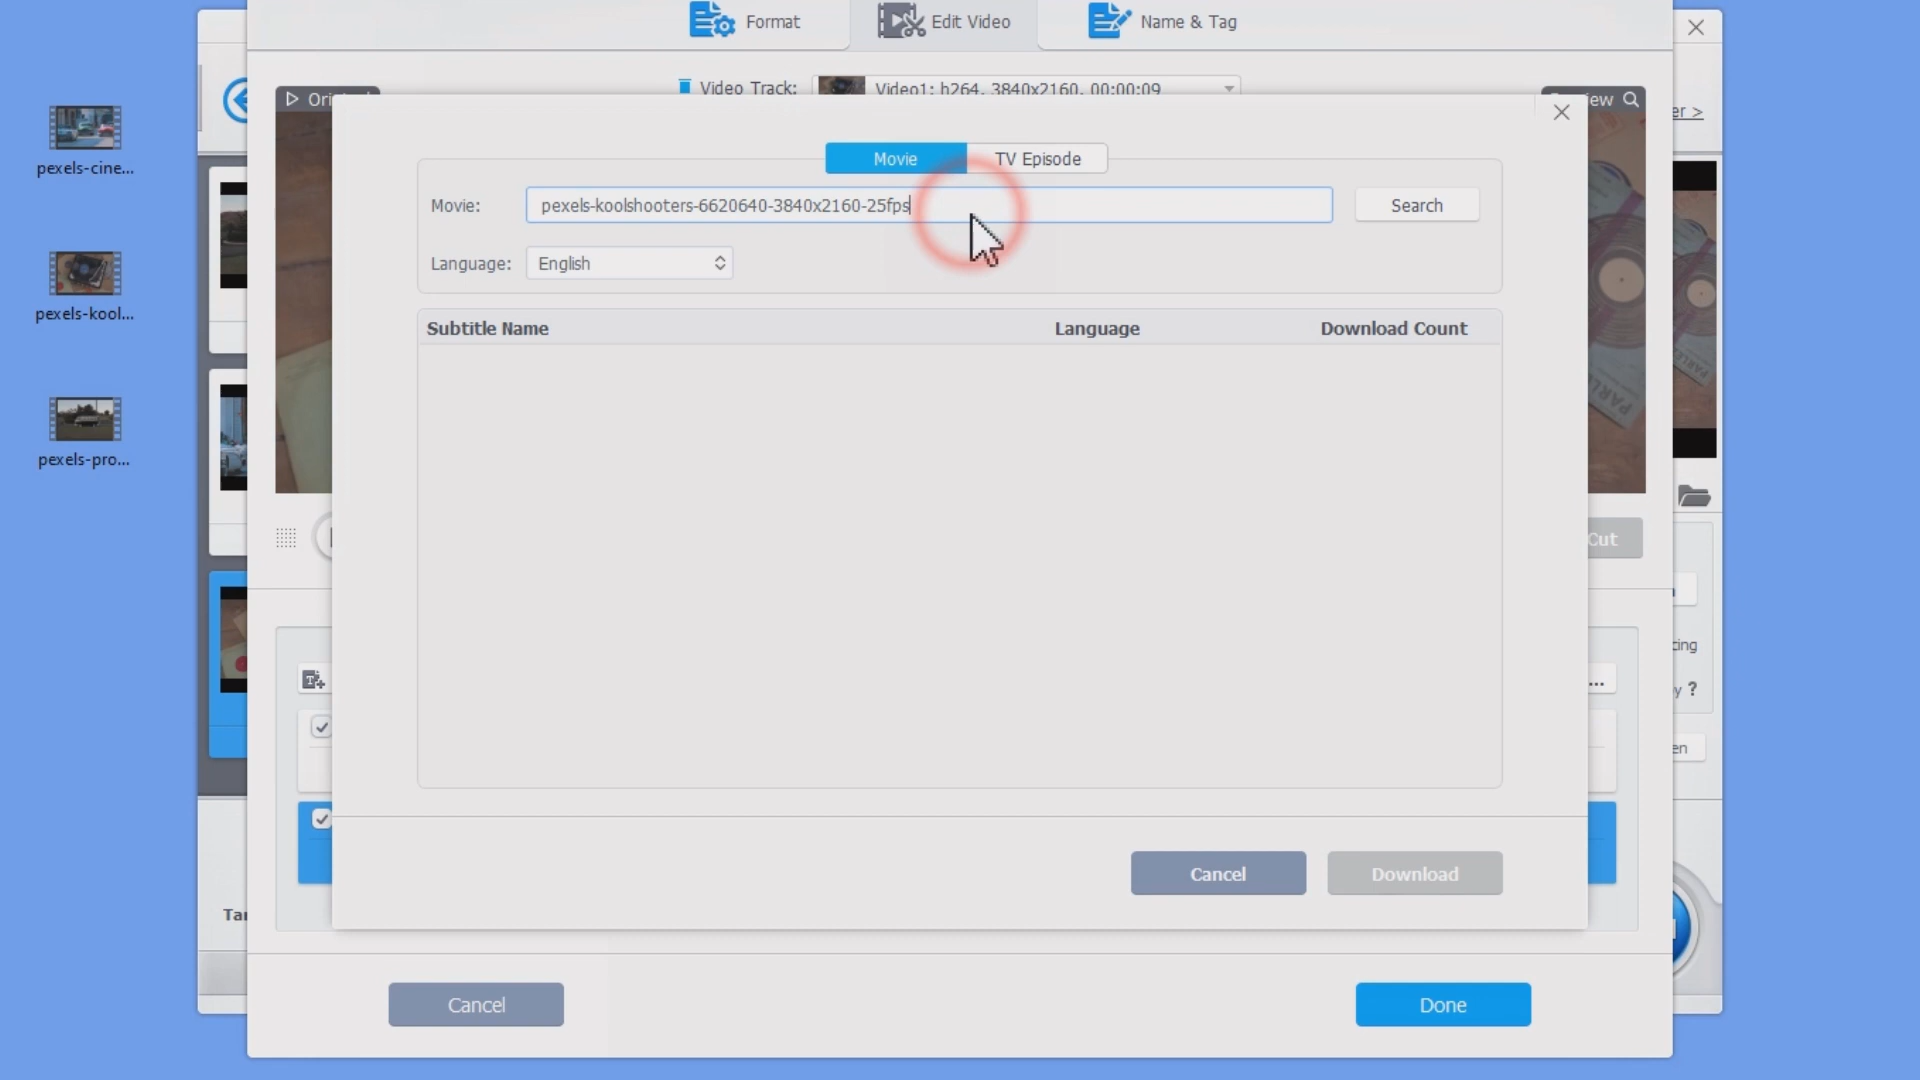 Format
Edit Video
Name & Tag
Video Track:
Video1: h264, 3840x2160, 00:00:09
pexels-cine...
pexels-kool...
pexels-pro...
Movie
TV Episode
Movie:
pexels-koolshooters-6620640-3840x2160-25fps
Search
Language:
English
Subtitle Name
Language
Download Count
Cut
...
?
Cancel
Download
Cancel
Done